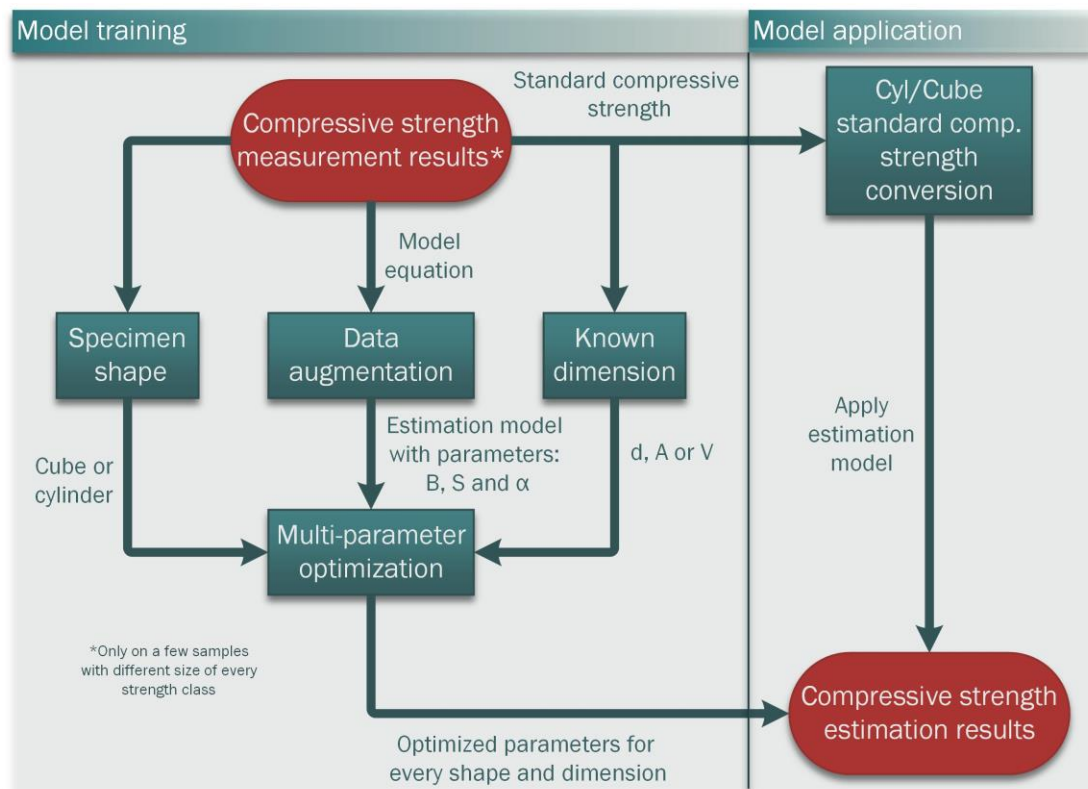 Model training
Model application
Standard compressive
strength
Compressive strength
measurement results*
Cyl/Cube
standard comp.
strength
conversion
Model
equation
Specimen
shape
Data
augmentation
Known
dimension
Estimation model
with parameters:
B, S and α
d, A or V
Apply
estimation
model
Cube or
cylinder
Multi-parameter
optimization
*Only on a few samples
with different size of every
strength class
Compressive strength
estimation results
Optimized parameters for
every shape and dimension